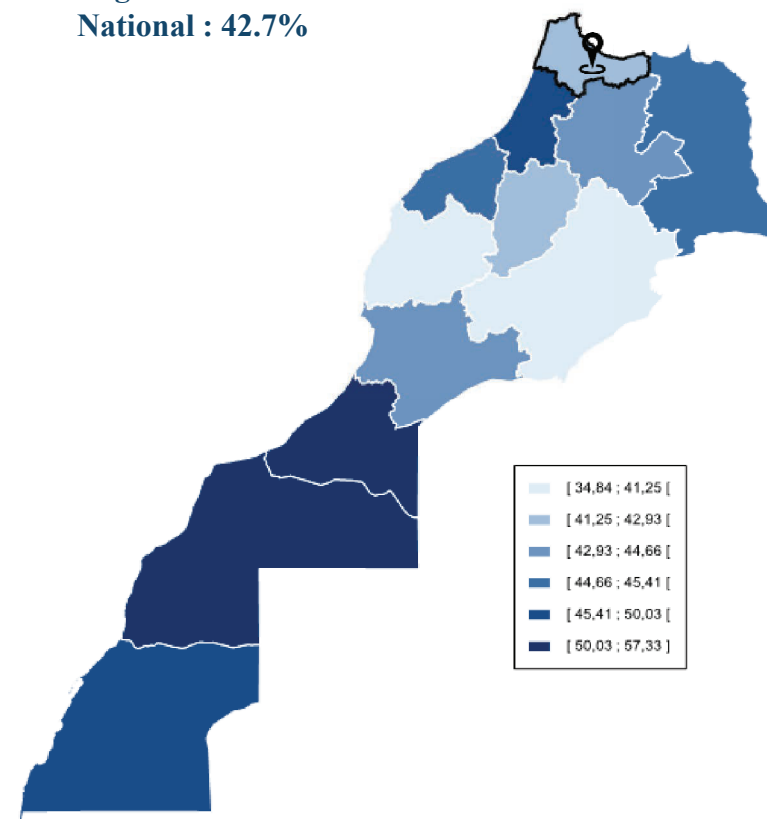 National : 42.7%
[ 34,84 ; 41,25 [
[ 41,25 ; 42,93 [
[ 42,93 ; 44,66 [
[ 44,66 ; 45,41 [
[ 45,41 ; 50,03 [
[ 50,03 ; 57,33 ]